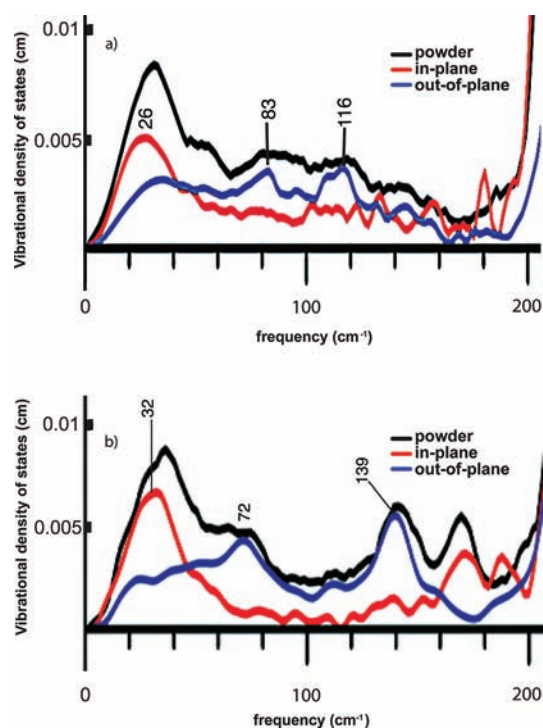 0.01
a)
powder
in-plane
out-of-plane
26
83
116
0.005
Vibrational density of states (cm)
0
100
200
frequency (cm⁻¹)
0.01
b)
powder
in-plane
out-of-plane
32
72
139
0.005
Vibrational density of states (cm)
0
100
200
frequency (cm⁻¹)